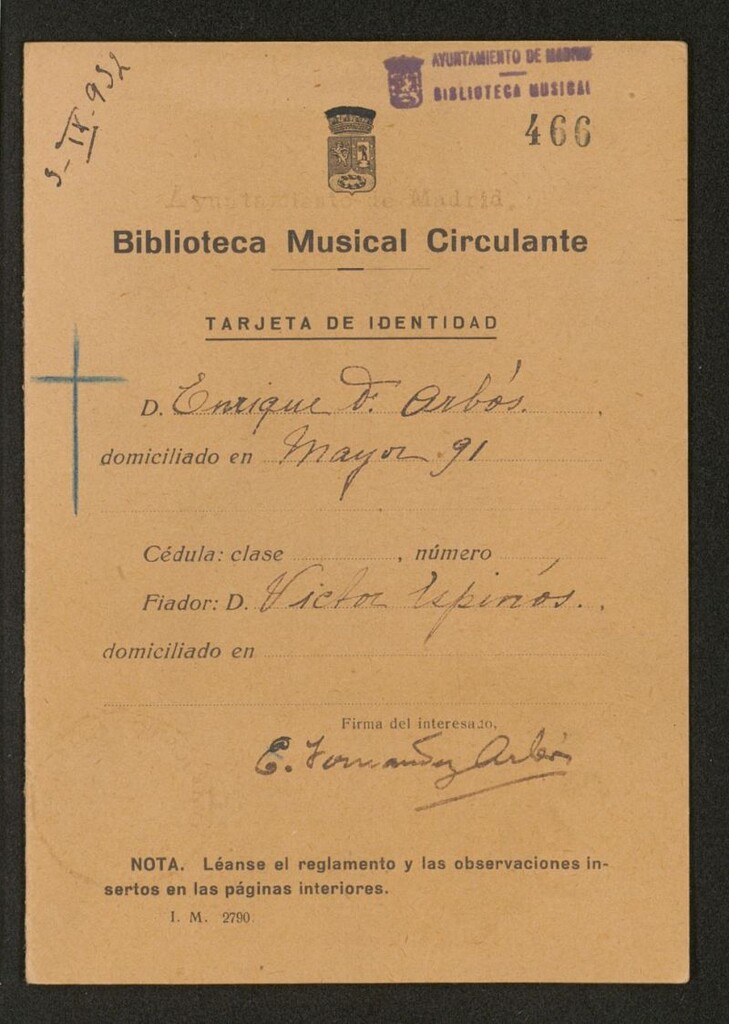 5-IX-932
AYUNTAMIENTO DE MADRID
BIBLIOTECA MUSICAL
466
Ayuntamiento de Madrid.
Biblioteca Musical Circulante
TARJETA DE IDENTIDAD
D. Enrique F. Arbós.
domiciliado en Mayor 91
Cédula: clase , número
Fiador: D. Victor Espinós.
domiciliado en
Firma del interesado,
E. Fernandez Arbós
NOTA. Léanse el reglamento y las observaciones in-
sertos en las páginas interiores.
I. M. 2790